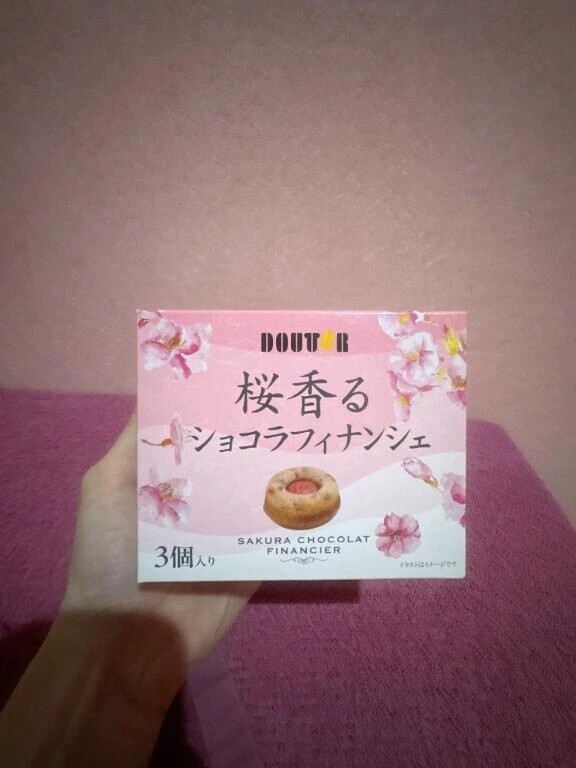 DOUTOR
桜香る
ショコラフィナンシェ
SAKURA CHOCOLAT
FINANCIER
3個入り
イラストはイメージです